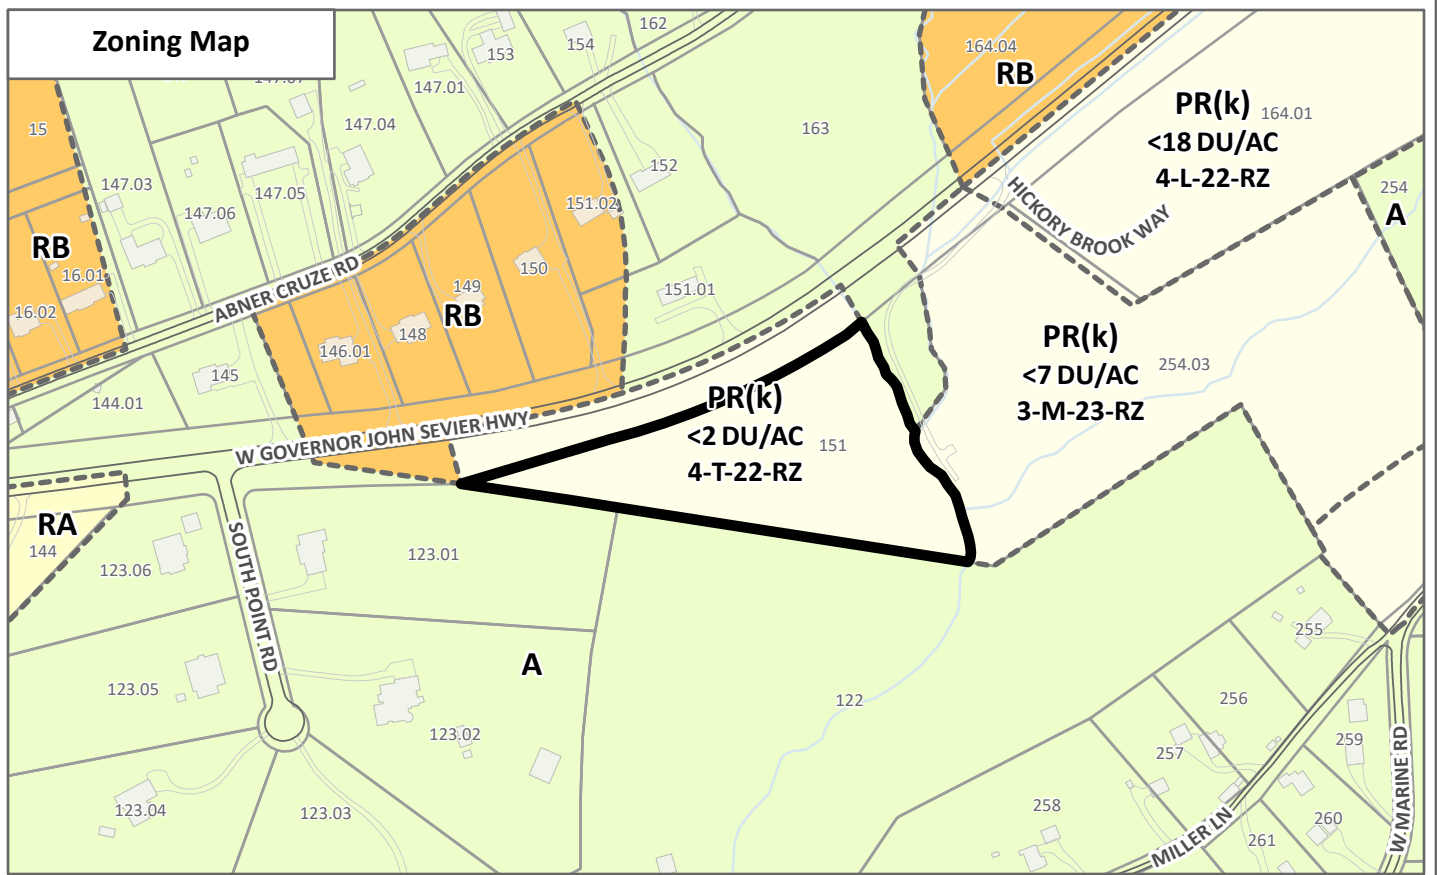 Zoning Map
162
154
153
147.01
164.04
RB
PR(k)
<18 DU/AC
4-L-22-RZ
164.01
15
147.04
163
152
147.03
147.05
147.06
151.02
HICKORY BROOK WAY
254
A
RB
16.01
16.02
ABNER CRUZE RD
150
149
RB
148
146.01
151.01
PR(k)
<7 DU/AC
3-M-23-RZ
254.03
145
144.01
PR(k)
<2 DU/AC
4-T-22-RZ
151
W GOVERNOR JOHN SEVIER HWY
RA
144
123.06
SOUTH POINT RD
123.01
A
123.05
123.02
122
123.04
123.03
255
256
257
259
258
260
261
MILLER LN
W MARINE RD